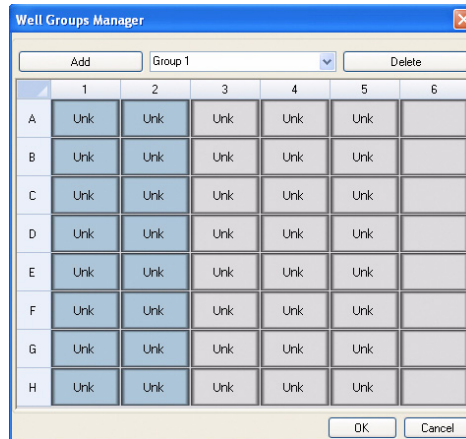 Well Groups Manager
Add Group 1 Delete
1 2 3 4 5 6
A Unk Unk Unk Unk Unk
B Unk Unk Unk Unk Unk
C Unk Unk Unk Unk Unk
D Unk Unk Unk Unk Unk
E Unk Unk Unk Unk Unk
F Unk Unk Unk Unk Unk
G Unk Unk Unk Unk Unk
H Unk Unk Unk Unk Unk
OK Cancel